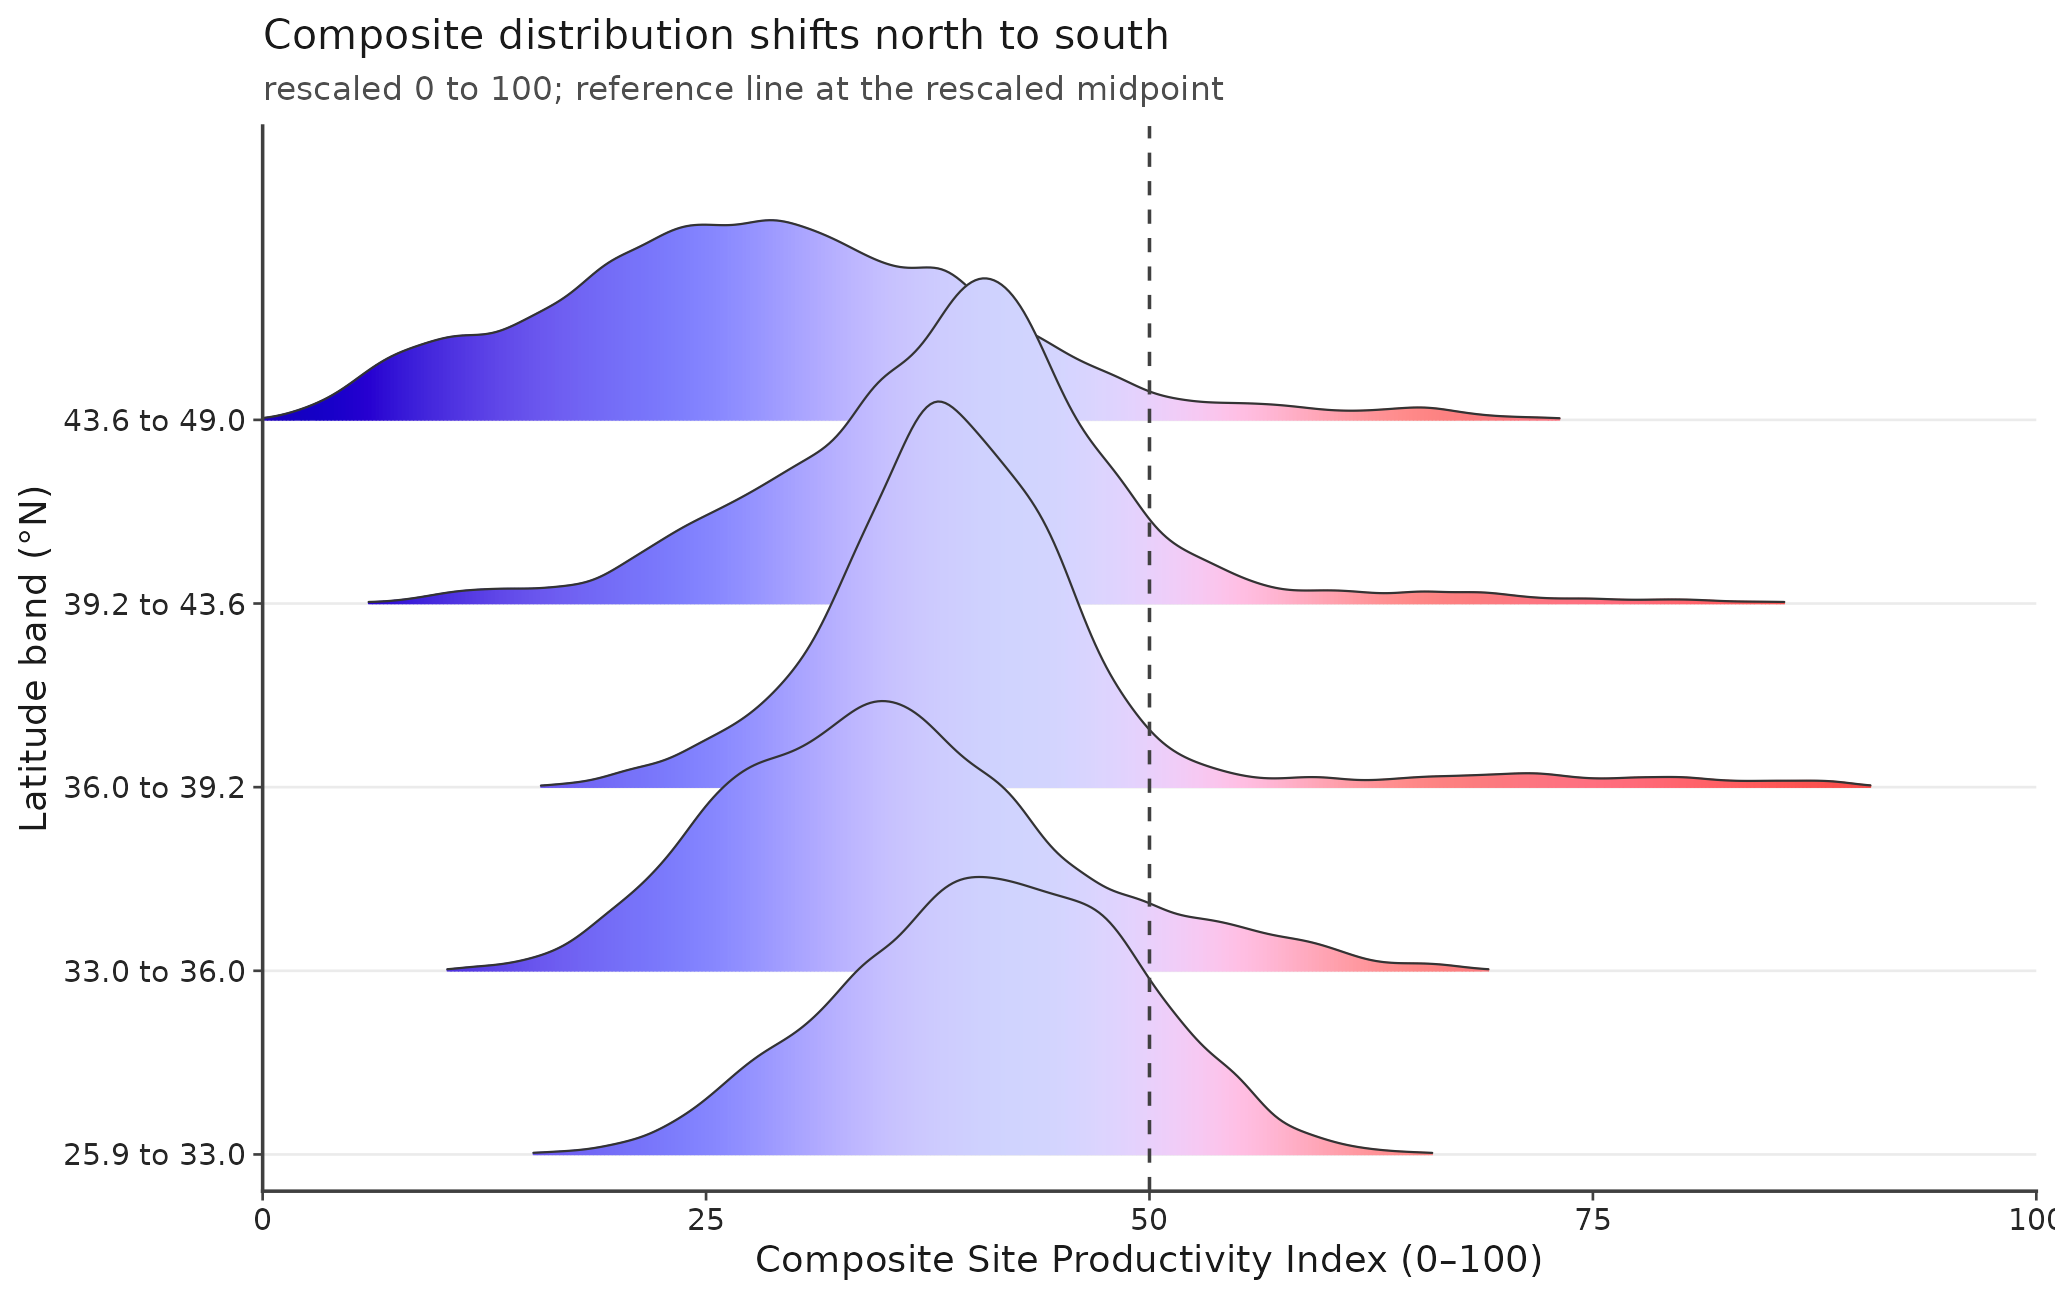 Composite distribution shifts north to south
rescaled 0 to 100; reference line at the rescaled midpoint
Latitude band (°N)
43.6 to 49.0
39.2 to 43.6
36.0 to 39.2
33.0 to 36.0
25.9 to 33.0
0 25 50 75 100
Composite Site Productivity Index (0–100)